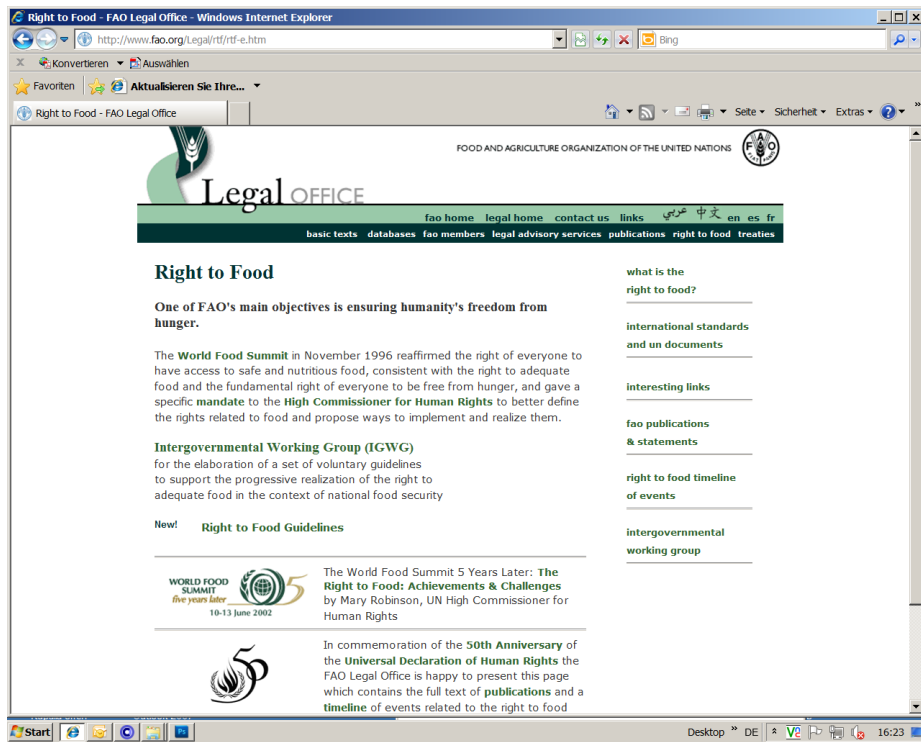 Right to Food - FAO Legal Office - Windows Internet Explorer
http://www.fao.org/Legal/rtf/rtf-e.htm
Bing
x Konvertieren Auswählen
Favoriten Aktualisieren Sie Ihre...
Right to Food - FAO Legal Office
Seite Sicherheit Extras
FOOD AND AGRICULTURE ORGANIZATION OF THE UNITED NATIONS
F A O
FIAT PANIS
Legal OFFICE
fao home legal home contact us links عربي 中文 en es fr
basic texts databases fao members legal advisory services publications right to food treaties
Right to Food
One of FAO's main objectives is ensuring humanity's freedom from
hunger.
The World Food Summit in November 1996 reaffirmed the right of everyone to
have access to safe and nutritious food, consistent with the right to adequate
food and the fundamental right of everyone to be free from hunger, and gave a
specific mandate to the High Commissioner for Human Rights to better define
the rights related to food and propose ways to implement and realize them.
Intergovernmental Working Group (IGWG)
for the elaboration of a set of voluntary guidelines
to support the progressive realization of the right to
adequate food in the context of national food security
New! Right to Food Guidelines
WORLD FOOD
SUMMIT
five years later
5
10-13 June 2002
The World Food Summit 5 Years Later: The
Right to Food: Achievements & Challenges
by Mary Robinson, UN High Commissioner for
Human Rights
50
In commemoration of the 50th Anniversary of
the Universal Declaration of Human Rights the
FAO Legal Office is happy to present this page
which contains the full text of publications and a
timeline of events related to the right to food
what is the
right to food?
international standards
and un documents
interesting links
fao publications
& statements
right to food timeline
of events
intergovernmental
working group
Start Desktop » DE 16:23